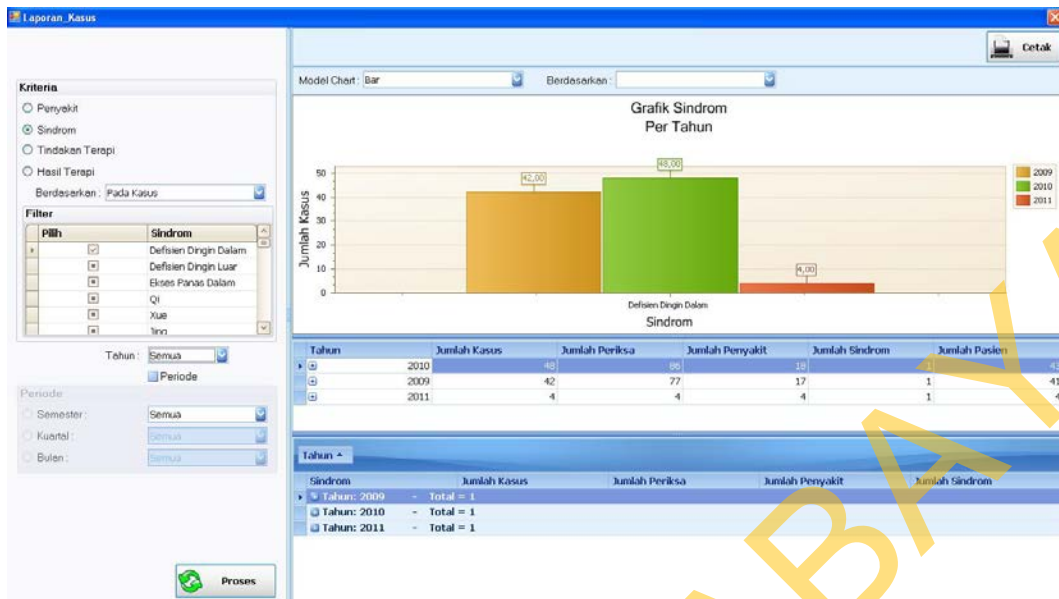 Laporan_Kasus
Cetak
Kriteria
Penyakit
Sindrom
Tindakan Terapi
Hasil Terapi
Berdasarkan : Pada Kasus
Filter
Pilih Sindrom
Defisien Dingin Dalam
Defisien Dingin Luar
Ekses Panas Dalam
Qi
Xue
Jing
Tahun : Semua
Periode
Periode
Semester : Semua
Kuartal : Semua
Bulan : Semua
Proses
Model Chart : Bar Berdasarkan :
Grafik Sindrom
Per Tahun
Jumlah Kasus
50
40
30
20
10
0
42,00
48,00
4,00
2009
2010
2011
Defisien Dingin Dalam
Sindrom
Tahun Jumlah Kasus Jumlah Periksa Jumlah Penyakit Jumlah Sindrom Jumlah Pasien
2010 48 86 18 1
2009 42 77 17 1 41
2011 4 4 4 1
Tahun
Sindrom Jumlah Kasus Jumlah Periksa Jumlah Penyakit Jumlah Sindrom
Tahun: 2009 - Total = 1
Tahun: 2010 - Total = 1
Tahun: 2011 - Total = 1
BAYA